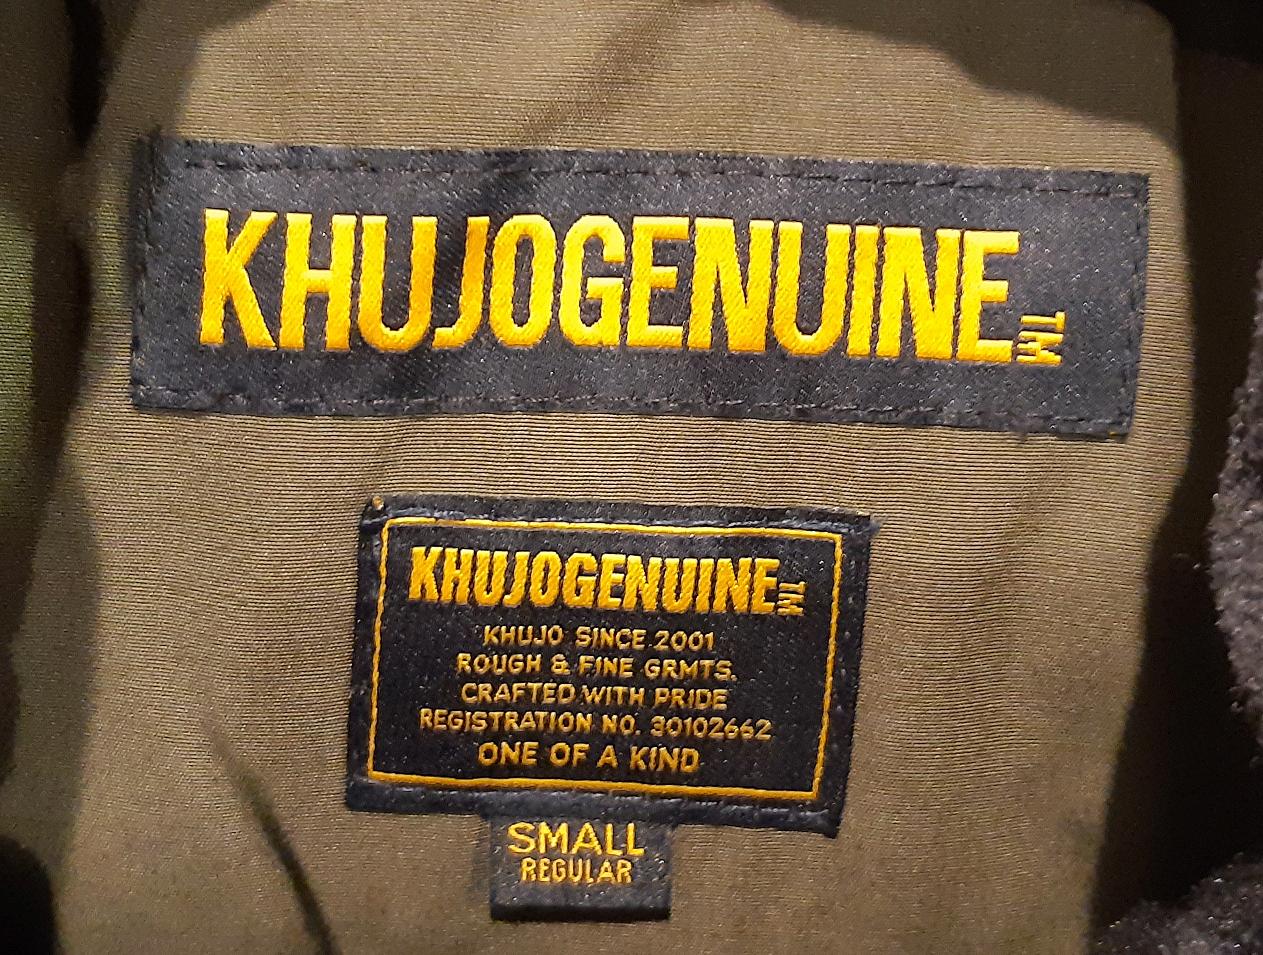 KHUJOGENUINE TM
KHUJOGENUINE TM
KHUJO SINCE 2001
ROUGH & FINE GRMTS.
CRAFTED WITH PRIDE
REGISTRATION NO. 30102662
ONE OF A KIND
SMALL
REGULAR